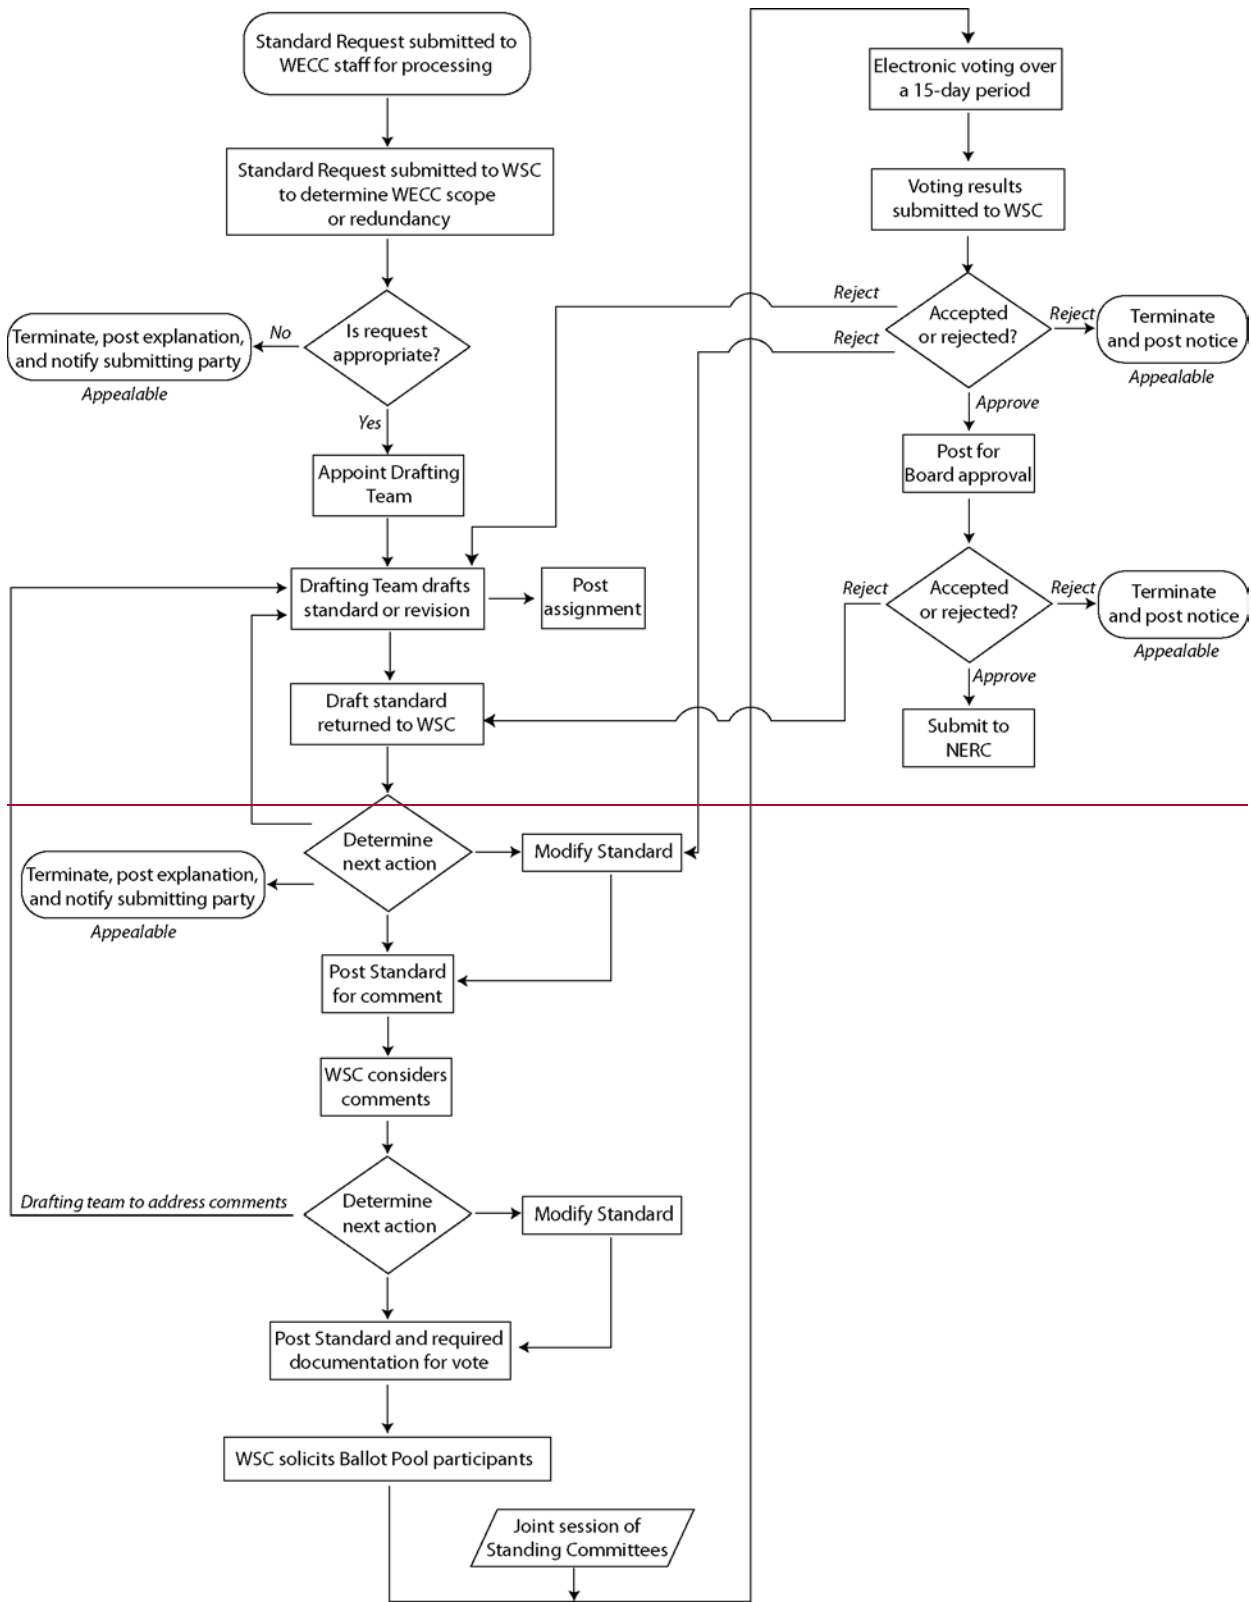 Standard Request submitted to
WECC staff for processing
Standard Request submitted to WSC
to determine WECC scope
or redundancy
Is request
appropriate?
No
Terminate, post explanation,
and notify submitting party
Appealable
Yes
Appoint Drafting
Team
Drafting Team drafts
standard or revision
Post
assignment
Draft standard
returned to WSC
Determine
next action
Modify Standard
Terminate, post explanation,
and notify submitting party
Appealable
Post Standard
for comment
WSC considers
comments
Determine
next action
Drafting team to address comments
Modify Standard
Post Standard and required
documentation for vote
WSC solicits Ballot Pool participants
Joint session of
Standing Committees
Electronic voting over
a 15-day period
Voting results
submitted to WSC
Accepted
or rejected?
Reject
Reject
Reject
Terminate
and post notice
Appealable
Approve
Post for
Board approval
Accepted
or rejected?
Reject
Reject
Terminate
and post notice
Appealable
Approve
Submit to
NERC